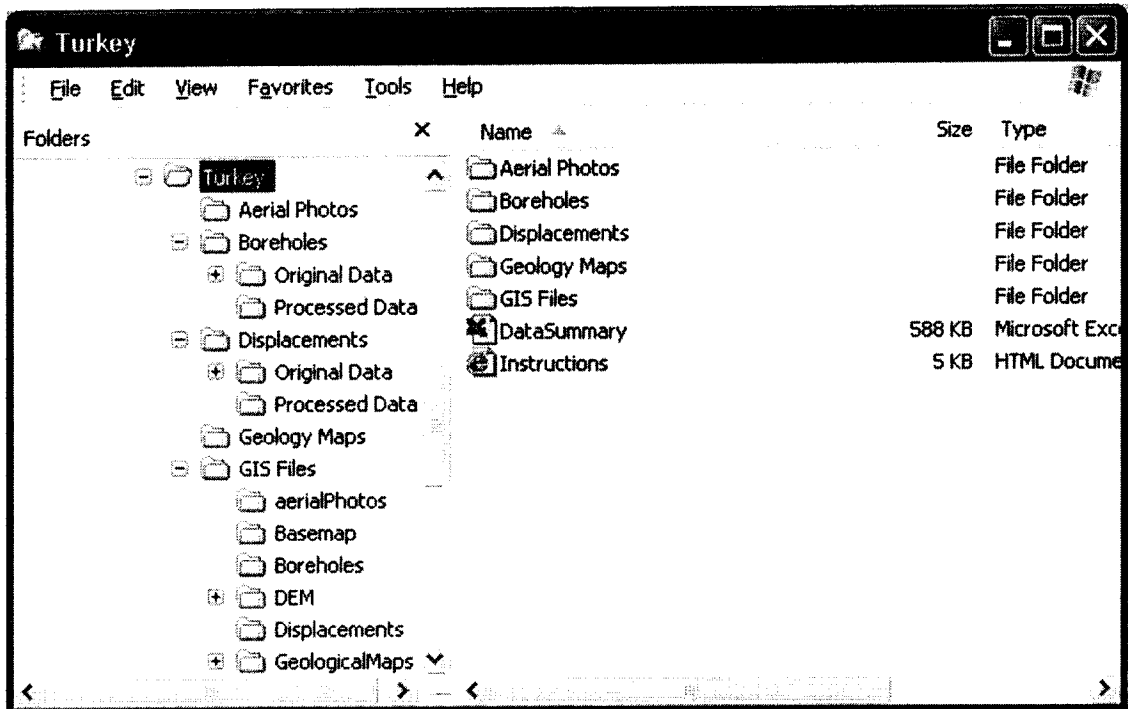 Turkey
File Edit View Favorites Tools Help
Folders
Turkey
Aerial Photos
Boreholes
Original Data
Processed Data
Displacements
Original Data
Processed Data
Geology Maps
GIS Files
aerialPhotos
Basemap
Boreholes
DEM
Displacements
GeologicalMaps
Name Size Type
Aerial Photos File Folder
Boreholes File Folder
Displacements File Folder
Geology Maps File Folder
GIS Files File Folder
DataSummary 588 KB Microsoft Exc
Instructions 5 KB HTML Docume